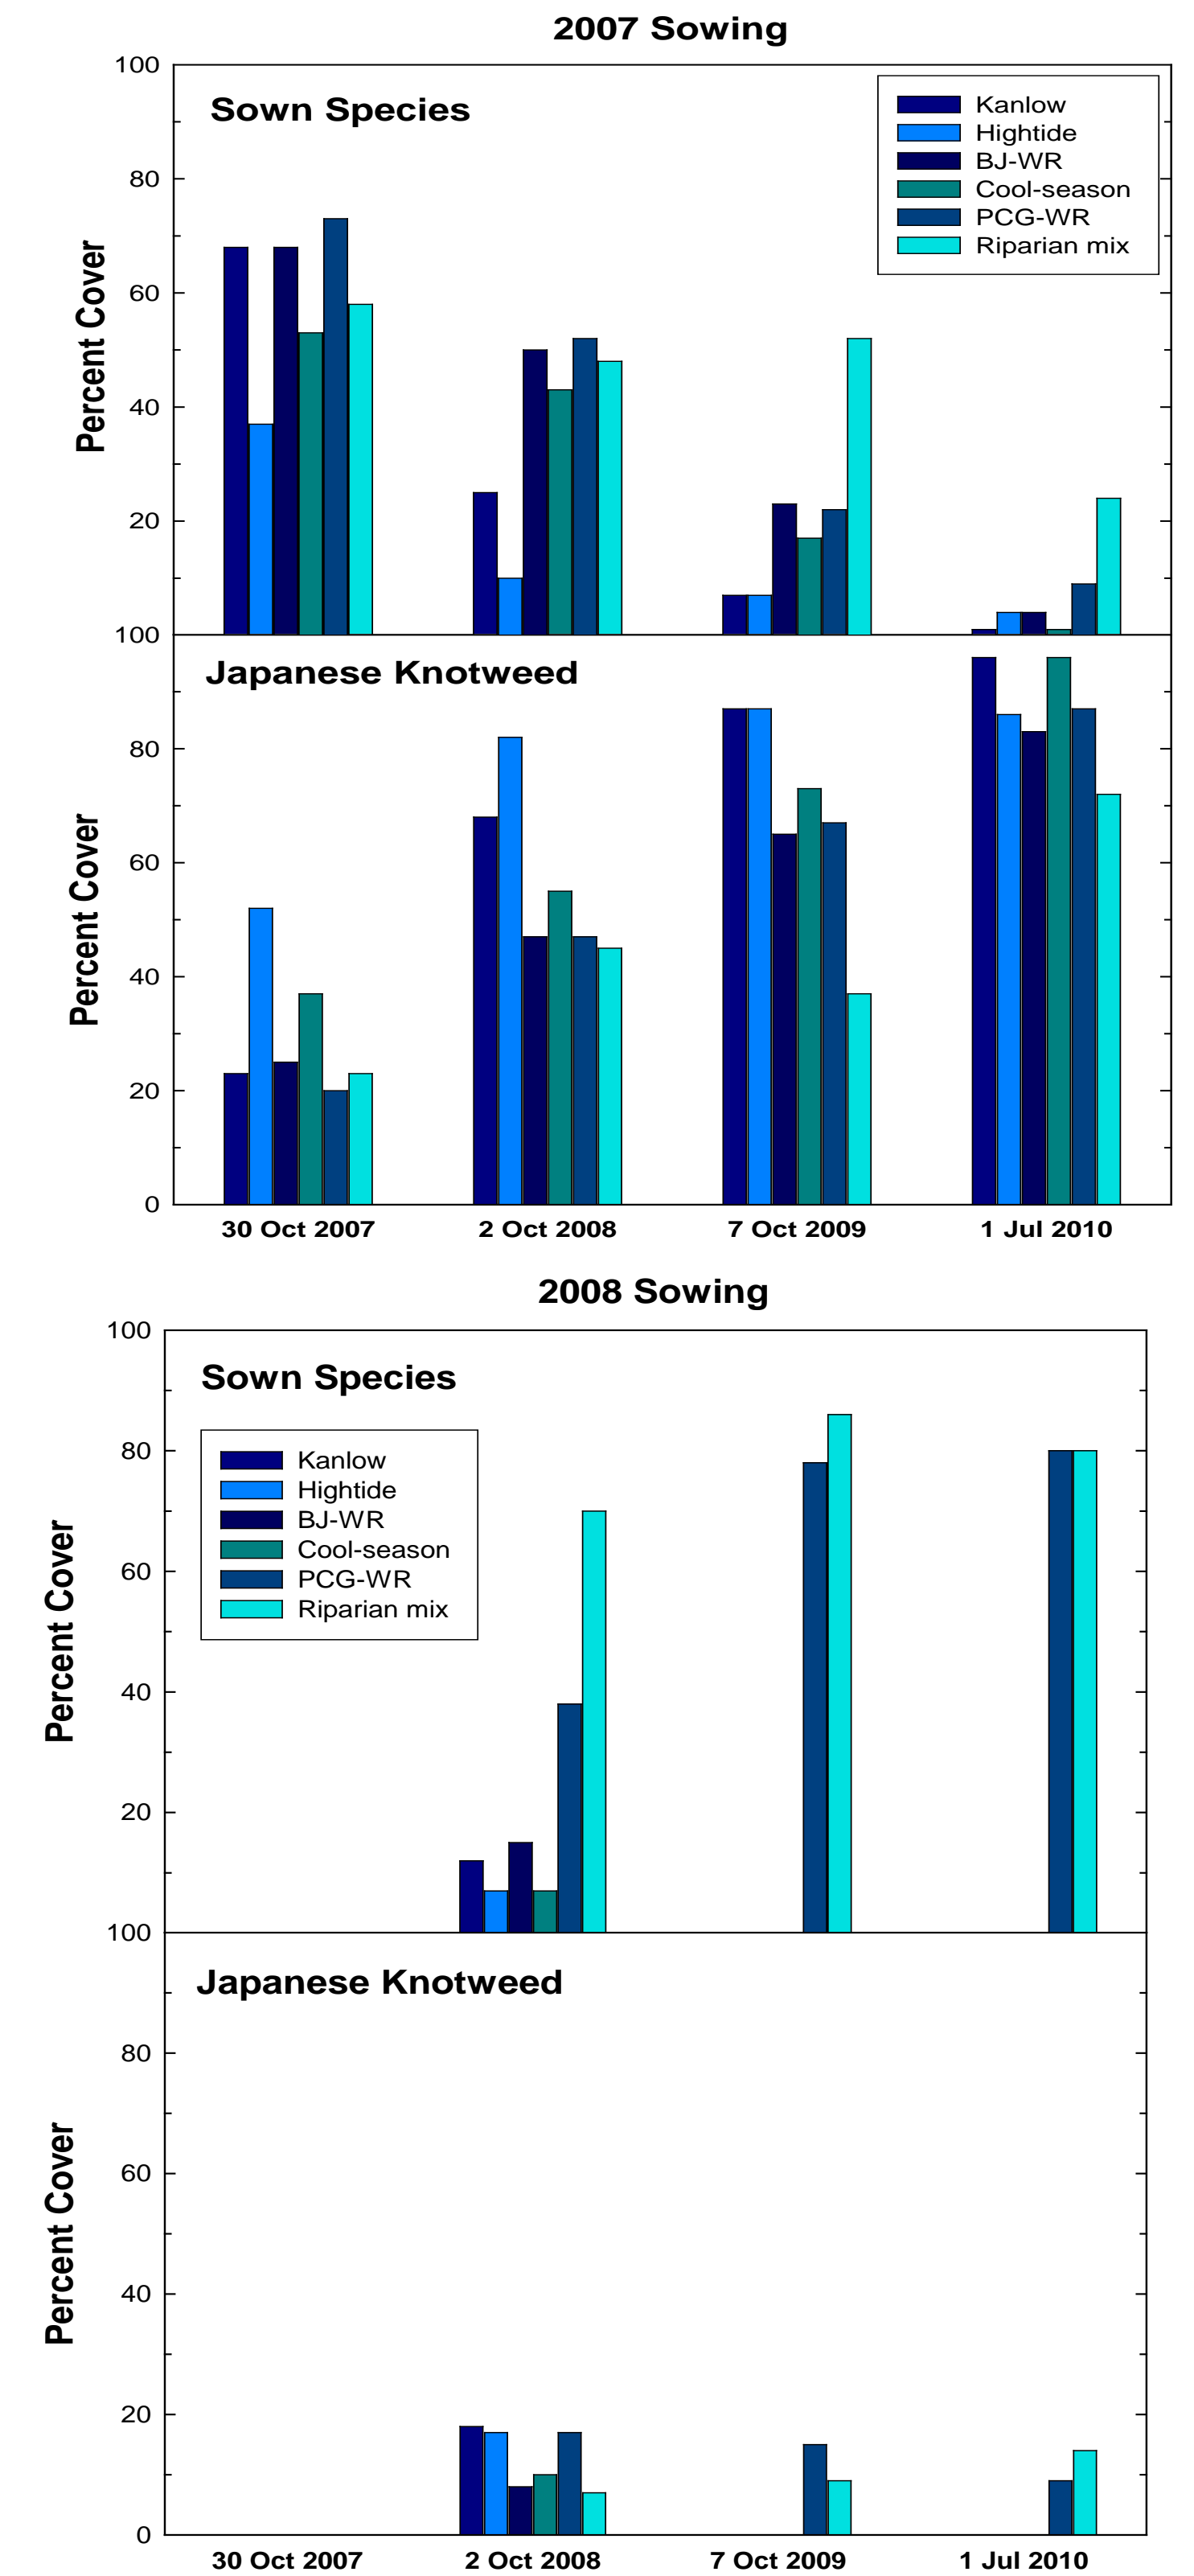 2007 Sowing
100
80
60
40
20
Percent Cover
Sown Species
Kanlow
Hightide
BJ-WR
Cool-season
PCG-WR
Riparian mix
100
80
60
40
20
0
Percent Cover
Japanese Knotweed
30 Oct 2007 2 Oct 2008 7 Oct 2009 1 Jul 2010
2008 Sowing
100
80
60
40
20
Percent Cover
Sown Species
Kanlow
Hightide
BJ-WR
Cool-season
PCG-WR
Riparian mix
100
80
60
40
20
0
Percent Cover
Japanese Knotweed
30 Oct 2007 2 Oct 2008 7 Oct 2009 1 Jul 2010